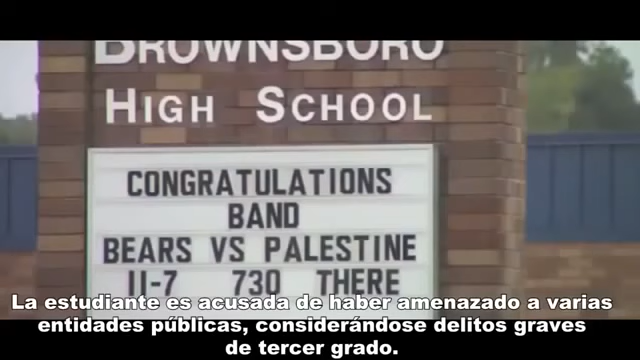 BROWNSBORO
HIGH SCHOOL
CONGRATULATIONS
BAND
BEARS VS PALESTINE
11-7 730 THERE
La estudiante es acusada de haber amenazado a varias
entidades públicas, considerándose delitos graves
de tercer grado.